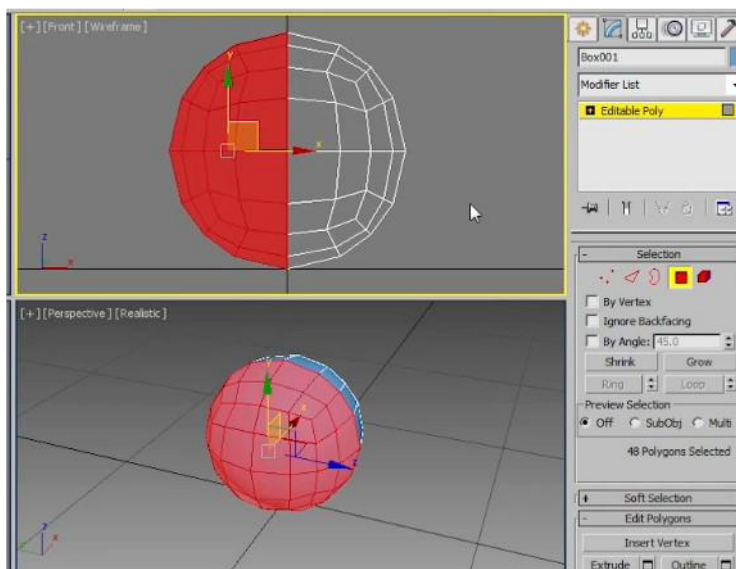 [+][Front][Wireframe]
y
x
z
x
[+][Perspective][Realistic]
y
x
z
z
x
Box001
Modifier List
Editable Poly
- Selection
By Vertex
Ignore Backfacing
By Angle: 45.0
Shrink Grow
Ring Loop
Preview Selection
Off SubObj Multi
48 Polygons Selected
+ Soft Selection
- Edit Polygons
Insert Vertex
Extrude Outline